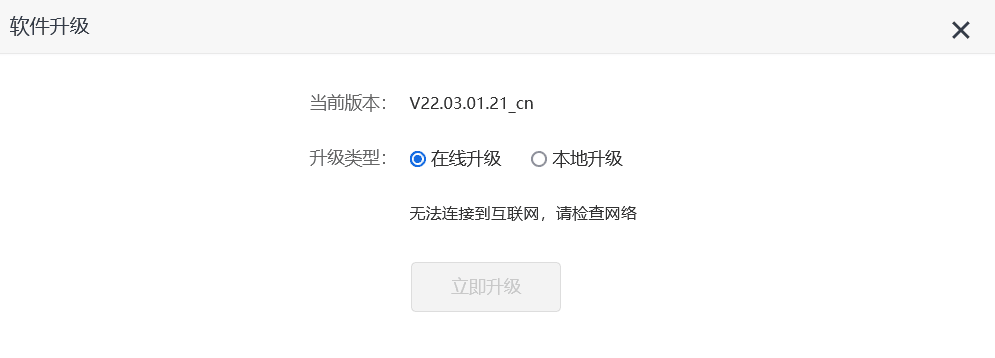 软件升级
当前版本： V22.03.01.21_cn
升级类型： 在线升级 本地升级
无法连接到互联网，请检查网络
立即升级